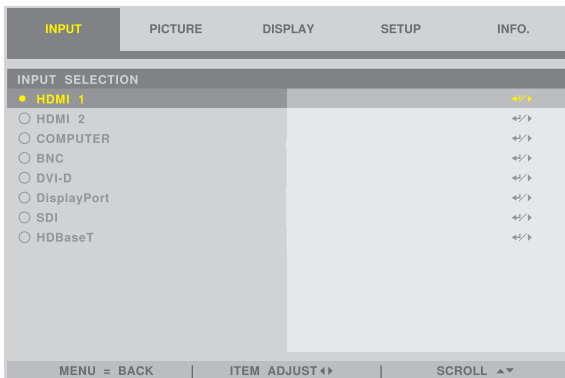 INPUT PICTURE DISPLAY SETUP INFO.
INPUT SELECTION
HDMI 1
HDMI 2
COMPUTER
BNC
DVI-D
DisplayPort
SDI
HDBaseT
MENU = BACK | ITEM ADJUST | SCROLL